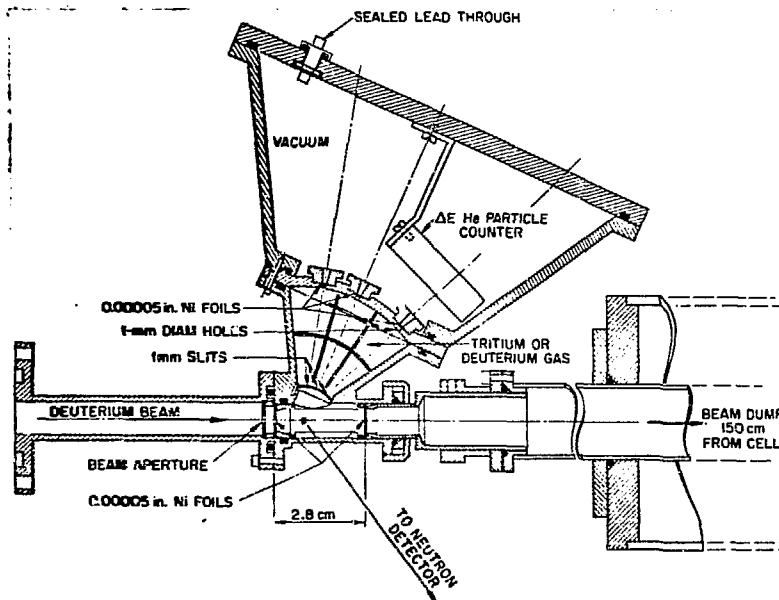 SEALED LEAD THROUGH
VACUUM
ΔE He PARTICLE
COUNTER
0.00005 in. Ni FOILS
1-mm DIAM HOLES
1mm SLITS
TRITIUM OR
DEUTERIUM GAS
DEUTERIUM BEAM
BEAM DUMP
150 cm
FROM CELL
BEAM APERTURE
0.00005 in. Ni FOILS
2.8 cm
TO NEUTRON
DETECTOR